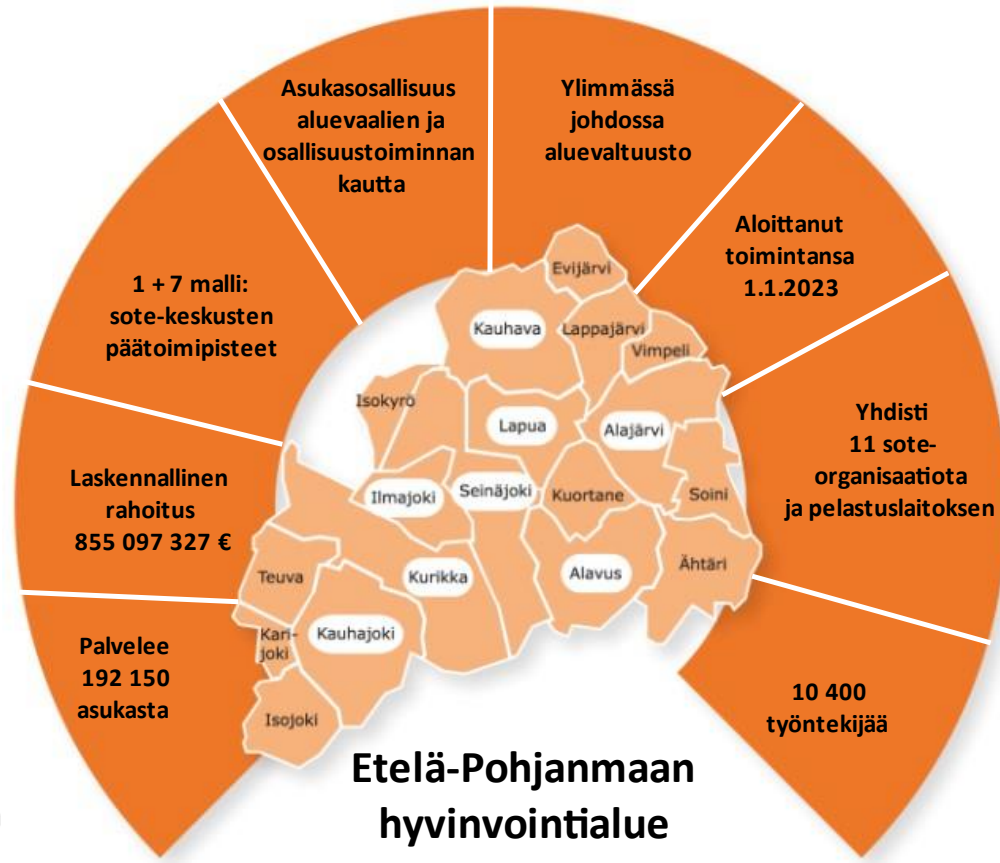 Asukasosallisuus
aluevaalien ja
osallisuustoiminnan
kautta
Ylimmässä
johdossa
aluevaltuusto
Aloittanut
toimintansa
1.1.2023
1 + 7 malli:
sote-keskusten
päätoimipisteet
Yhdisti
11 sote-
organisaatiota
ja pelastuslaitoksen
Laskennallinen
rahoitus
855 097 327 €
Palvelee
192 150
asukasta
10 400
työntekijää
Evijärvi
Kauhava
Lappajärvi
Vimpeli
Isokyrö
Lapua
Alajärvi
Ilmajoki
Seinäjoki
Kuortane
Soini
Teuva
Kurikka
Alavus
Ähtäri
Kari-
joki
Kauhajoki
Isojoki
Etelä-Pohjanmaan
hyvinvointialue